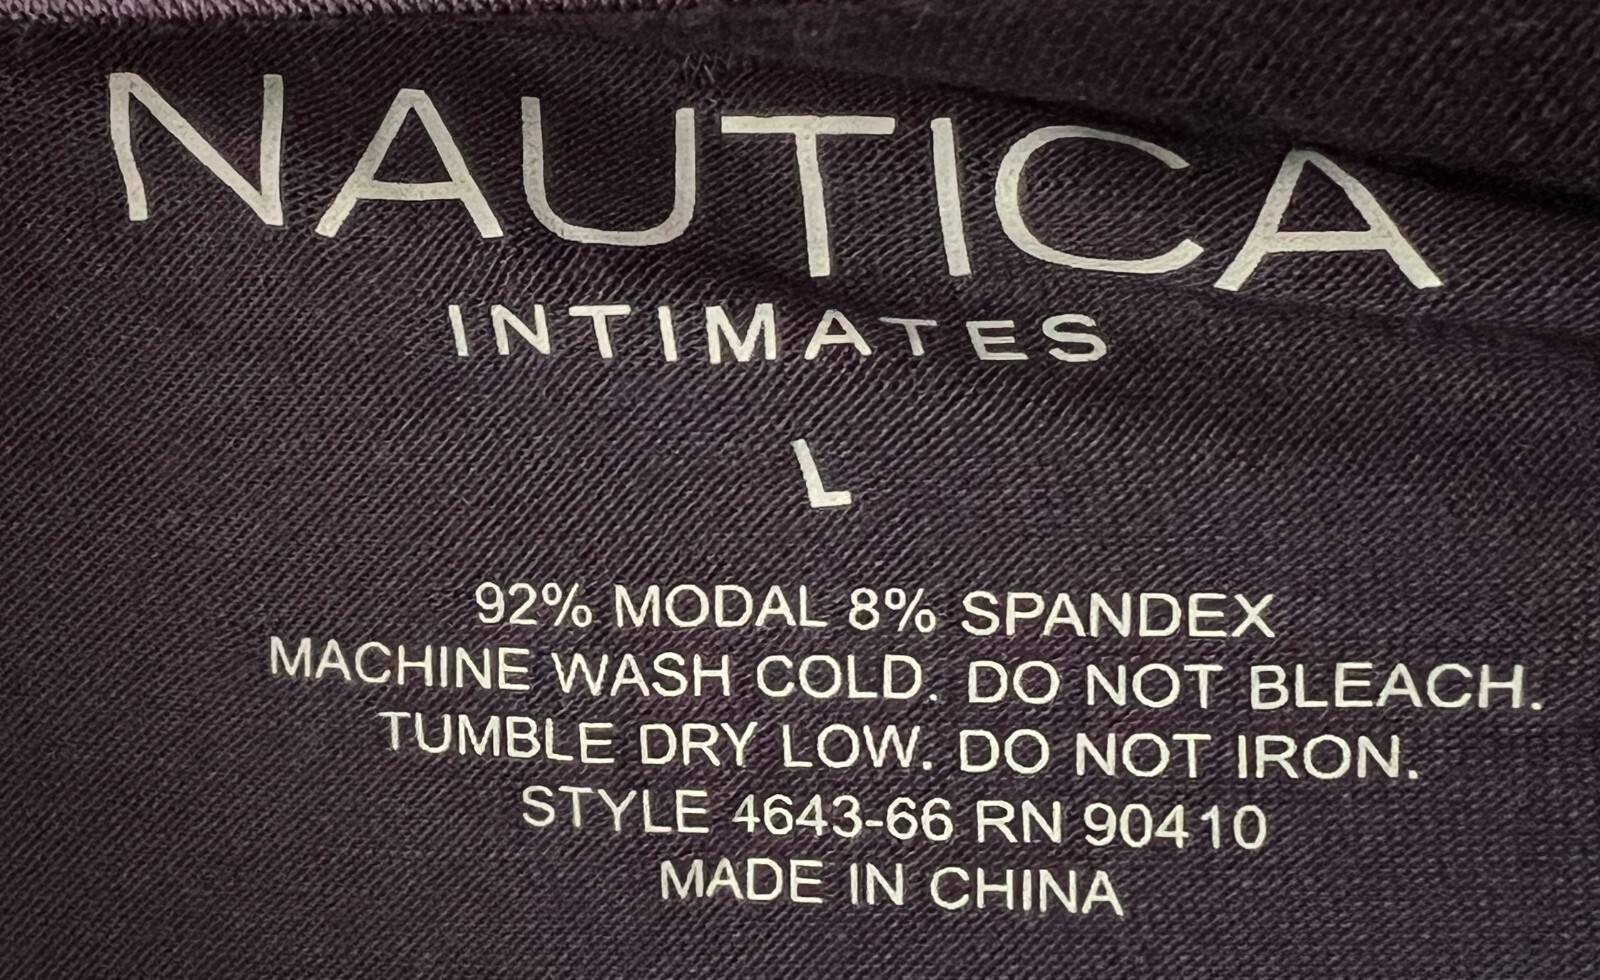 NAUTICA
INTIMATES
L
92% MODAL 8% SPANDEX
MACHINE WASH COLD. DO NOT BLEACH.
TUMBLE DRY LOW. DO NOT IRON.
STYLE 4643-66 RN 90410
MADE IN CHINA